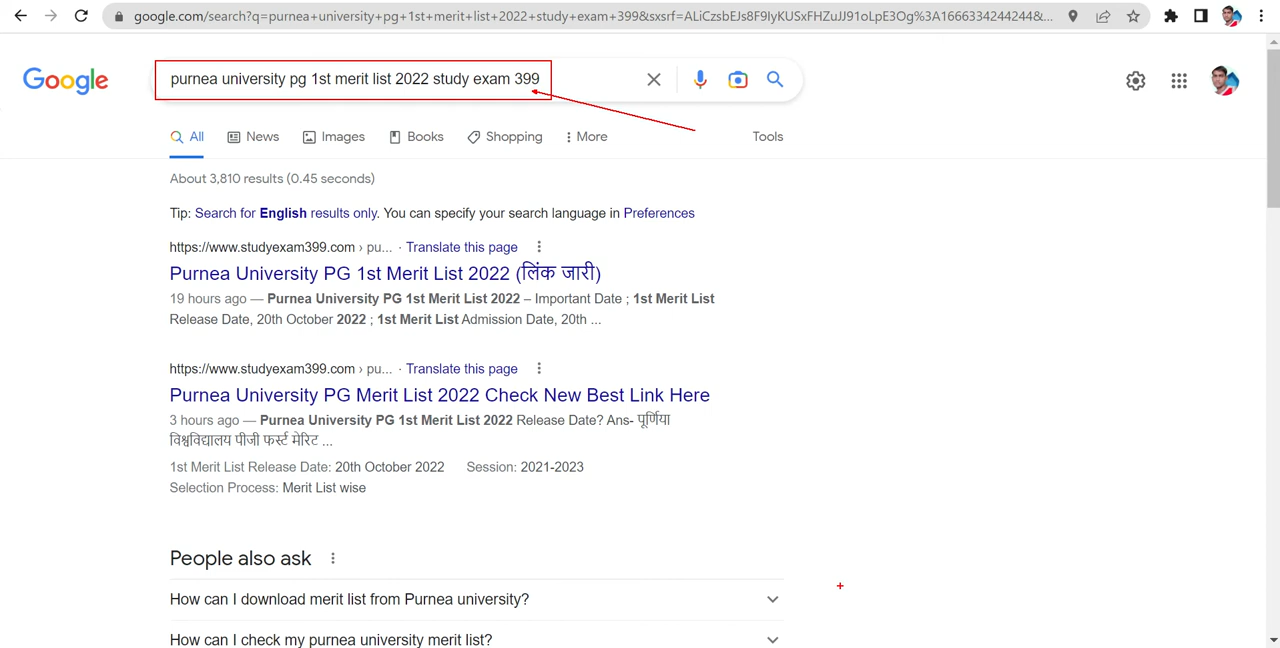 google.com/search?q=purnea+university+pg+1st+merit+list+2022+study+exam+399&sxsrf=ALiCzsbEJs8F9IyKUSxFHZuJJ91oLpE3Og%3A1666334244244&...
Google
purnea university pg 1st merit list 2022 study exam 399
All News Images Books Shopping More Tools
About 3,810 results (0.45 seconds)
Tip: Search for English results only. You can specify your search language in Preferences
https://www.studyexam399.com › pu... · Translate this page
Purnea University PG 1st Merit List 2022 (लिंक जारी)
19 hours ago — Purnea University PG 1st Merit List 2022 – Important Date ; 1st Merit List
Release Date, 20th October 2022 ; 1st Merit List Admission Date, 20th ...
https://www.studyexam399.com › pu... · Translate this page
Purnea University PG Merit List 2022 Check New Best Link Here
3 hours ago — Purnea University PG 1st Merit List 2022 Release Date? Ans- पूर्णिया
विश्वविद्यालय पीजी फर्स्ट मेरिट ...
1st Merit List Release Date: 20th October 2022 Session: 2021-2023
Selection Process: Merit List wise
People also ask
How can I download merit list from Purnea university?
How can I check my purnea university merit list?